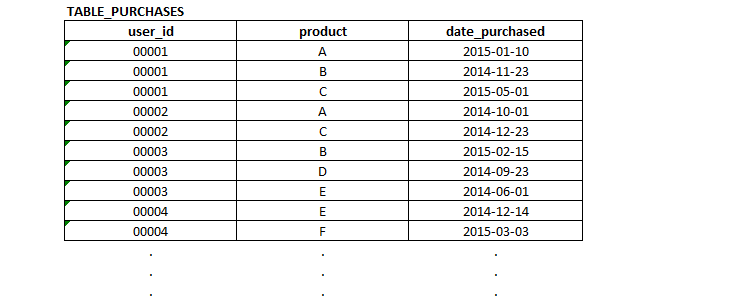 TABLE_PURCHASES
user_id product date_purchased
00001 A 2015-01-10
00001 B 2014-11-23
00001 C 2015-05-01
00002 A 2014-10-01
00002 C 2014-12-23
00003 B 2015-02-15
00003 D 2014-09-23
00003 E 2014-06-01
00004 E 2014-12-14
00004 F 2015-03-03
. . .
. . .
. . .